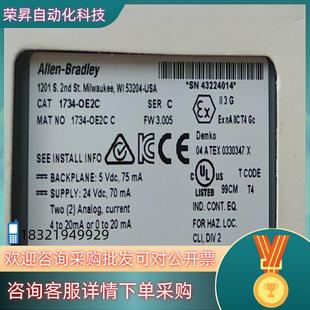 荣昇自动化科技
Allen-Bradley
1201 S. 2nd St. Milwaukee, WI 53204-USA
*SN 43224014*
CAT 1734-OE2C SER C
MAT NO 1734-OE2C C FW 3.005
II 3 G
Ex nA IIC T4 Gc
SEE INSTALL
Demko
04 ATEX 0330347 X
BACKPLANE: 5 Vdc, 75 mA
SUPPLY: 24 Vdc, 70 mA
Two (2) Analog, current
4 to 20mA or 0 to 20 mA
c UL US
LISTED 99CM
T CODE
T4
IND. CONT. EQ.
FOR HAZ. LOC.
CLI, DIV 2
18321949929
欢迎咨询采购批发可对公开票
咨询客服详情下单采购